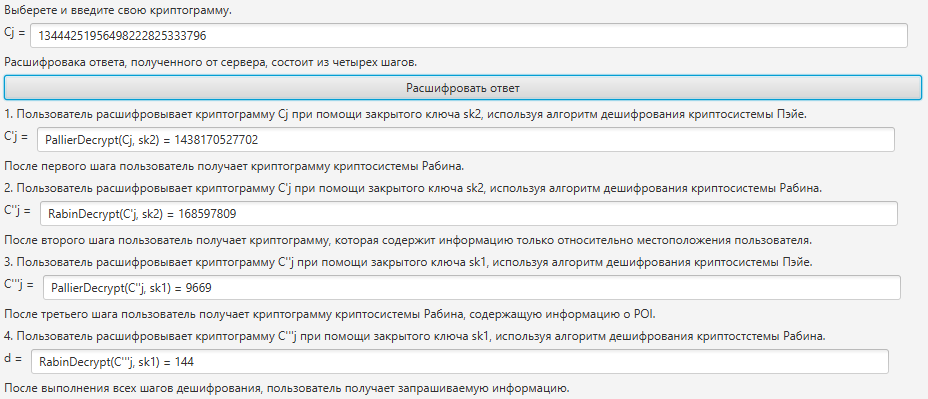 Выберете и введите свою криптограмму.
Cj = 13444251956498222825333796
Расшифровака ответа, полученного от сервера, состоит из четырех шагов.
Расшифровать ответ
1. Пользователь расшифровывает криптограмму Cj при помощи закрытого ключа sk2, используя алгоритм дешифрования криптосистемы Пэйе.
C'j = PallierDecrypt(Cj, sk2) = 1438170527702
После первого шага пользователь получает криптограмму криптосистемы Рабина.
2. Пользователь расшифровывает криптограмму C'j при помощи закрытого ключа sk2, используя алгоритм дешифрования криптосистемы Рабина.
C''j = RabinDecrypt(C'j, sk2) = 168597809
После второго шага пользователь получает криптограмму, которая содержит информацию только относительно местоположения пользователя.
3. Пользователь расшифровывает криптограмму C''j при помощи закрытого ключа sk1, используя алгоритм дешифрования криптосистемы Пэйе.
C'''j = PallierDecrypt(C''j, sk1) = 9669
После третьего шага пользователь получает криптограмму криптосистемы Рабина, содержащую информацию о POI.
4. Пользователь расшифровывает криптограмму C'''j при помощи закрытого ключа sk1, используя алгоритм дешифрования криптостстемы Рабина.
d = RabinDecrypt(C'''j, sk1) = 144
После выполнения всех шагов дешифрования, пользователь получает запрашиваемую информацию.